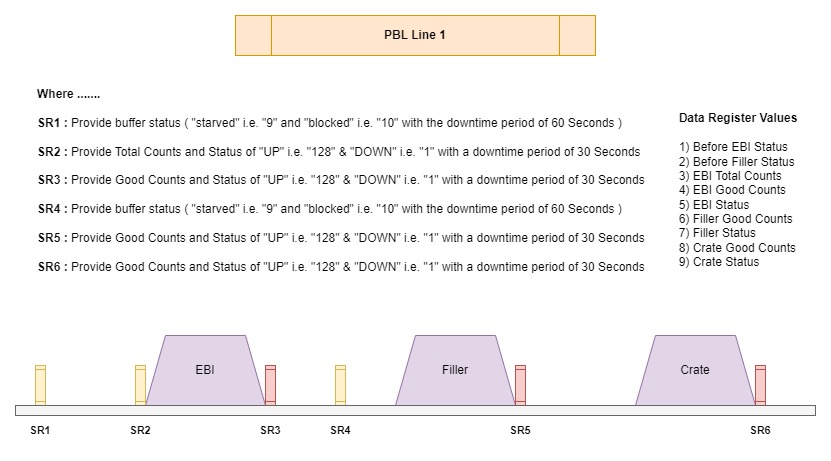 PBL Line 1
Where .......
SR1 : Provide buffer status ( "starved" i.e. "9" and "blocked" i.e. "10" with the downtime period of 60 Seconds )
SR2 : Provide Total Counts and Status of "UP" i.e. "128" & "DOWN" i.e. "1" with a downtime period of 30 Seconds
SR3 : Provide Good Counts and Status of "UP" i.e. "128" & "DOWN" i.e. "1" with a downtime period of 30 Seconds
SR4 : Provide buffer status ( "starved" i.e. "9" and "blocked" i.e. "10" with the downtime period of 60 Seconds )
SR5 : Provide Good Counts and Status of "UP" i.e. "128" & "DOWN" i.e. "1" with a downtime period of 30 Seconds
SR6 : Provide Good Counts and Status of "UP" i.e. "128" & "DOWN" i.e. "1" with a downtime period of 30 Seconds
Data Register Values
1) Before EBI Status
2) Before Filler Status
3) EBI Total Counts
4) EBI Good Counts
5) EBI Status
6) Filler Good Counts
7) Filler Status
8) Crate Good Counts
9) Crate Status
EBI
Filler
Crate
SR1
SR2
SR3
SR4
SR5
SR6